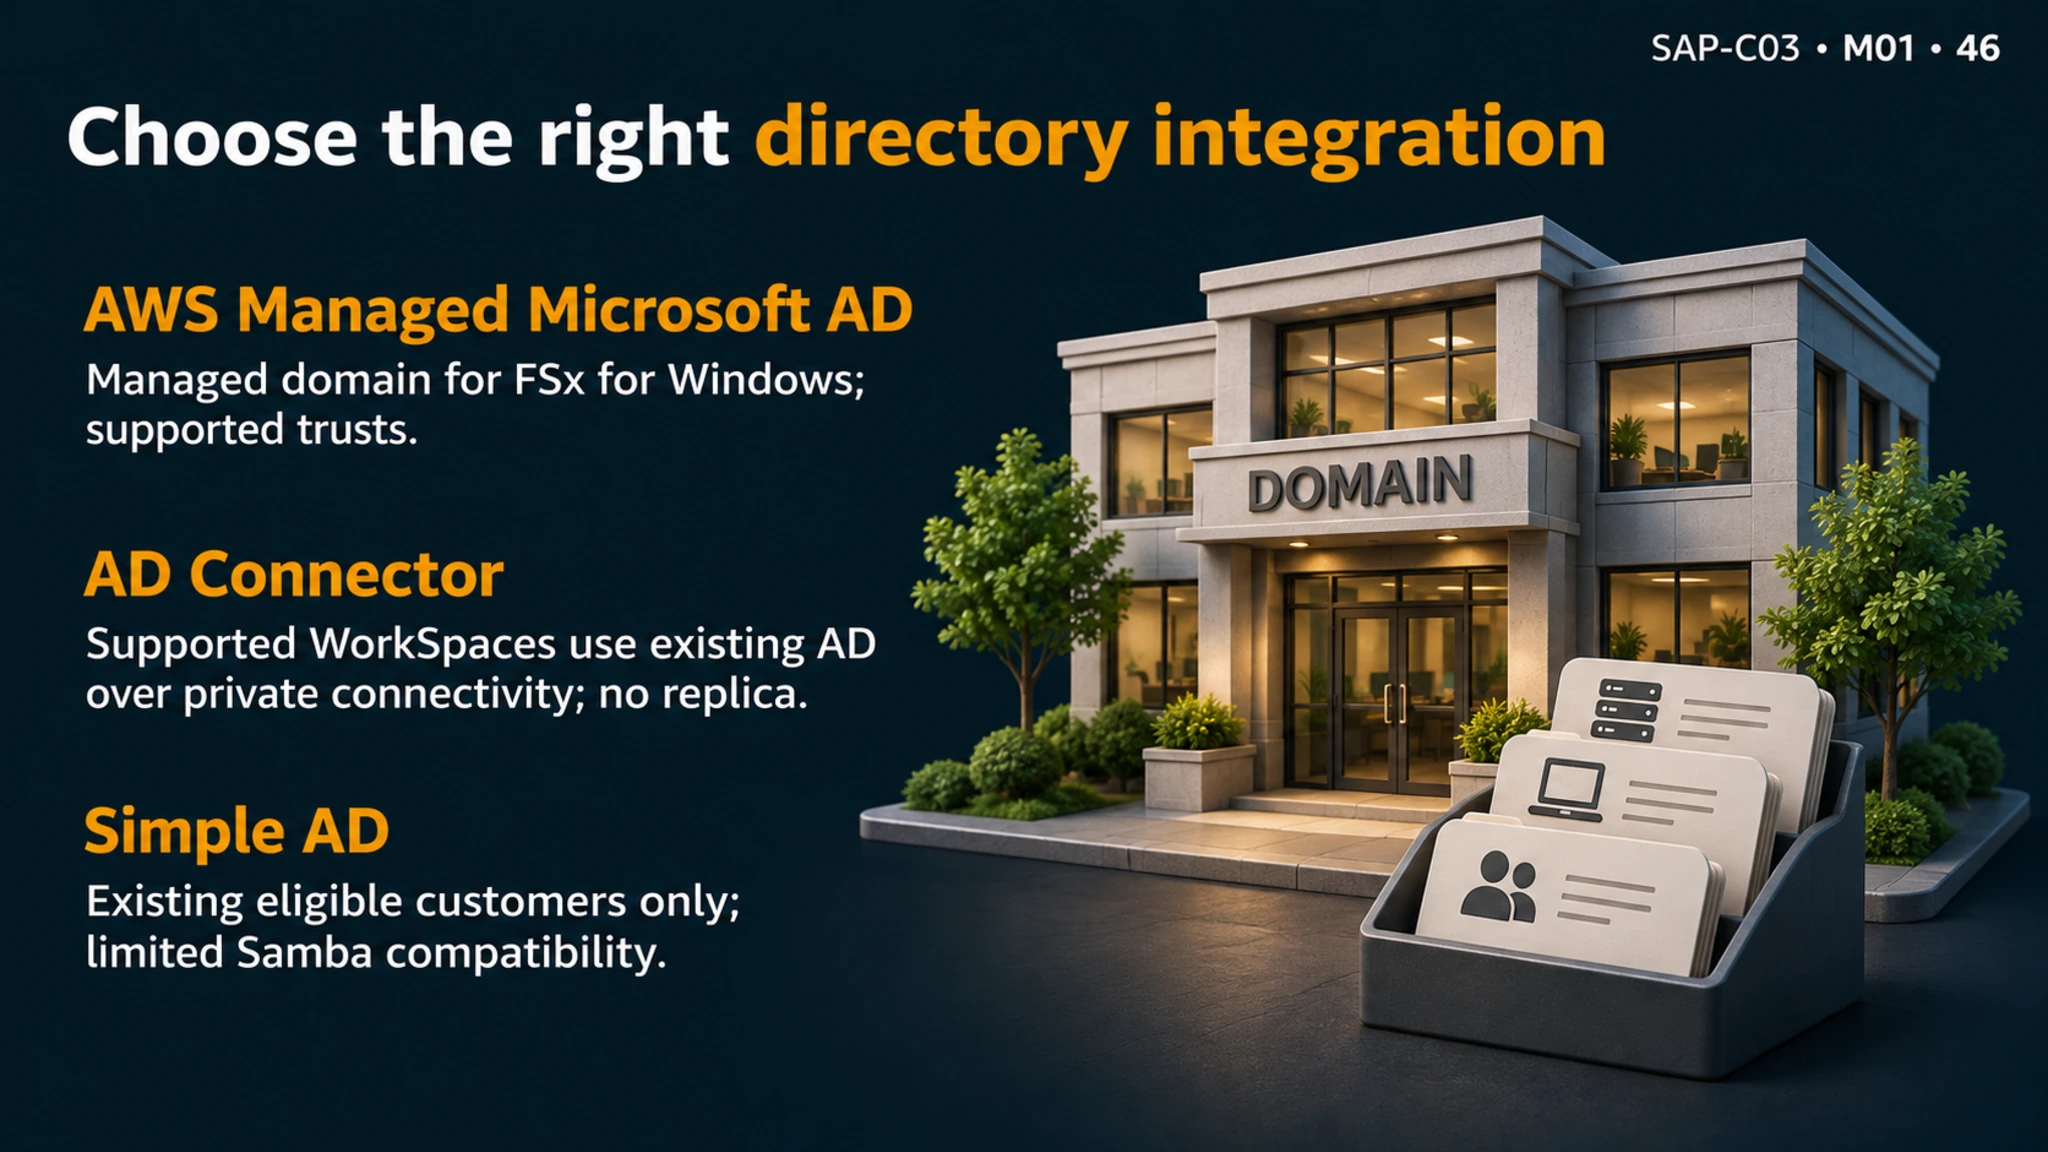 SAP-C03 • M01 • 46
Choose the right directory integration
AWS Managed Microsoft AD
Managed domain for FSx for Windows;
supported trusts.
AD Connector
Supported WorkSpaces use existing AD
over private connectivity; no replica.
Simple AD
Existing eligible customers only;
limited Samba compatibility.
DOMAIN